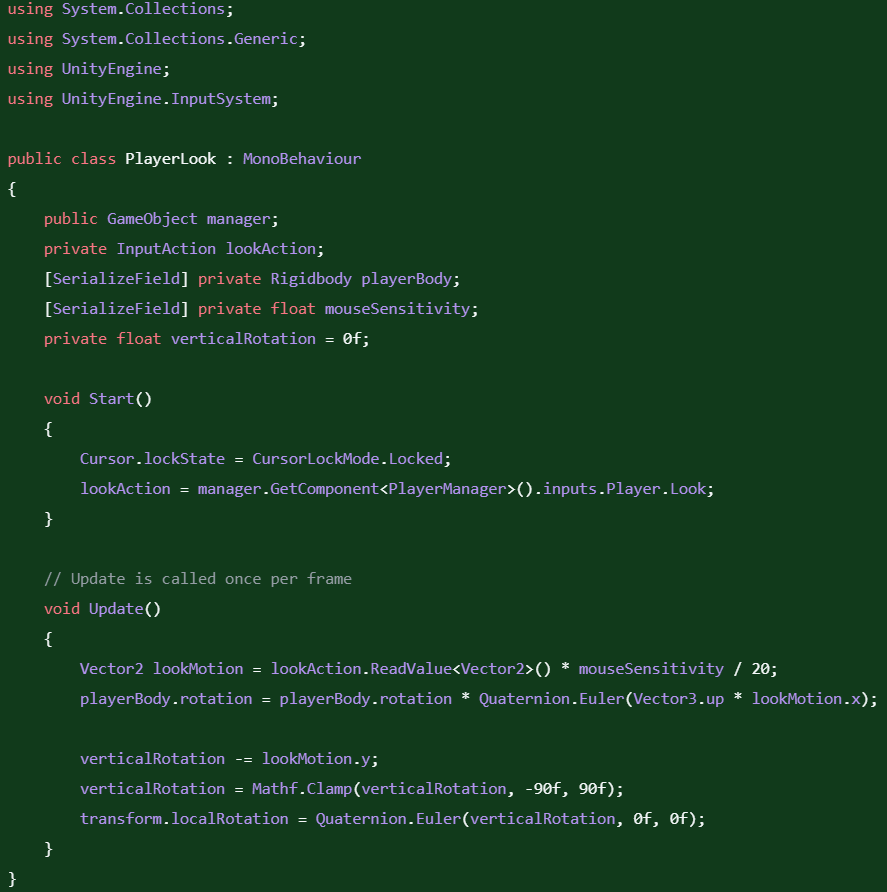 using System.Collections;
using System.Collections.Generic;
using UnityEngine;
using UnityEngine.InputSystem;

public class PlayerLook : MonoBehaviour
{
    public GameObject manager;
    private InputAction lookAction;
    [SerializeField] private Rigidbody playerBody;
    [SerializeField] private float mouseSensitivity;
    private float verticalRotation = 0f;

    void Start()
    {
        Cursor.lockState = CursorLockMode.Locked;
        lookAction = manager.GetComponent<PlayerManager>().inputs.Player.Look;
    }

    // Update is called once per frame
    void Update()
    {
        Vector2 lookMotion = lookAction.ReadValue<Vector2>() * mouseSensitivity / 20;
        playerBody.rotation = playerBody.rotation * Quaternion.Euler(Vector3.up * lookMotion.x);

        verticalRotation -= lookMotion.y;
        verticalRotation = Mathf.Clamp(verticalRotation, -90f, 90f);
        transform.localRotation = Quaternion.Euler(verticalRotation, 0f, 0f);
    }
}